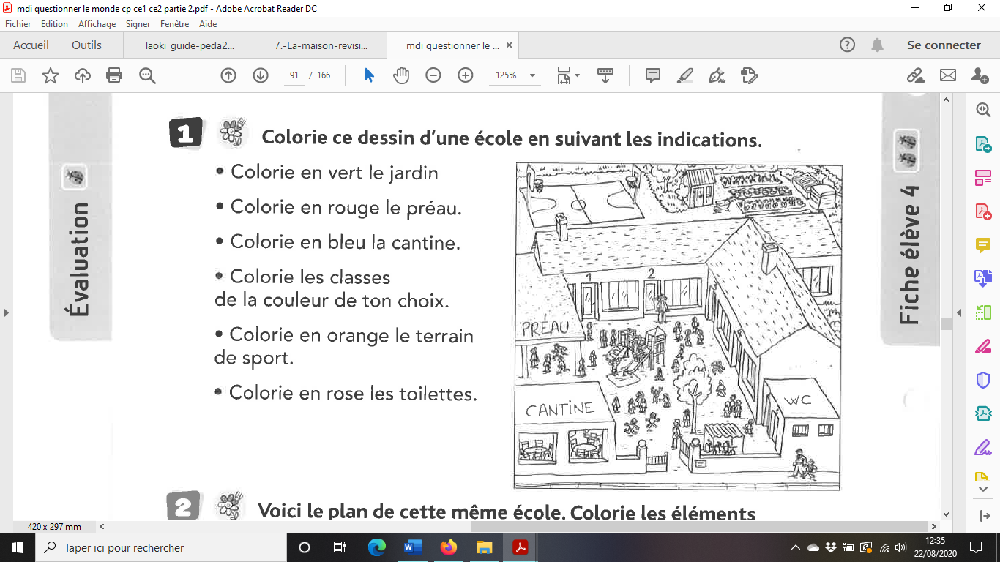 mdi questionner le monde cp ce1 ce2 partie 2.pdf - Adobe Acrobat Reader DC
Fichier Edition Affichage Signer Fenêtre Aide
Accueil Outils Taoki_guide-peda2... 7.-La-maison-revisi... mdi questionner le ... Se connecter
91 / 166 125%
Évaluation
1 Colorie ce dessin d'une école en suivant les indications.
• Colorie en vert le jardin
• Colorie en rouge le préau.
• Colorie en bleu la cantine.
• Colorie les classes
de la couleur de ton choix.
• Colorie en orange le terrain
de sport.
• Colorie en rose les toilettes.
1 2
PRÉAU
CANTINE
WC
Fiche élève 4
2 Voici le plan de cette même école. Colorie les éléments
420 x 297 mm
Taper ici pour rechercher
12:35
22/08/2020